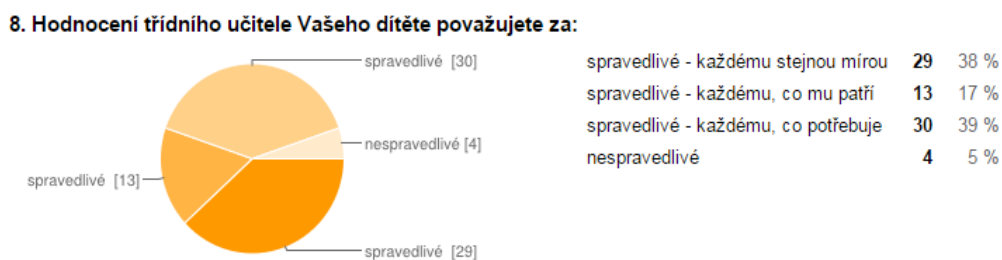 8. Hodnocení třídního učitele Vašeho dítěte považujete za:
spravedlivé [30]
nespravedlivé [4]
spravedlivé [13]
spravedlivé [29]
spravedlivé - každému stejnou mírou 29 38 %
spravedlivé - každému, co mu patří 13 17 %
spravedlivé - každému, co potřebuje 30 39 %
nespravedlivé 4 5 %